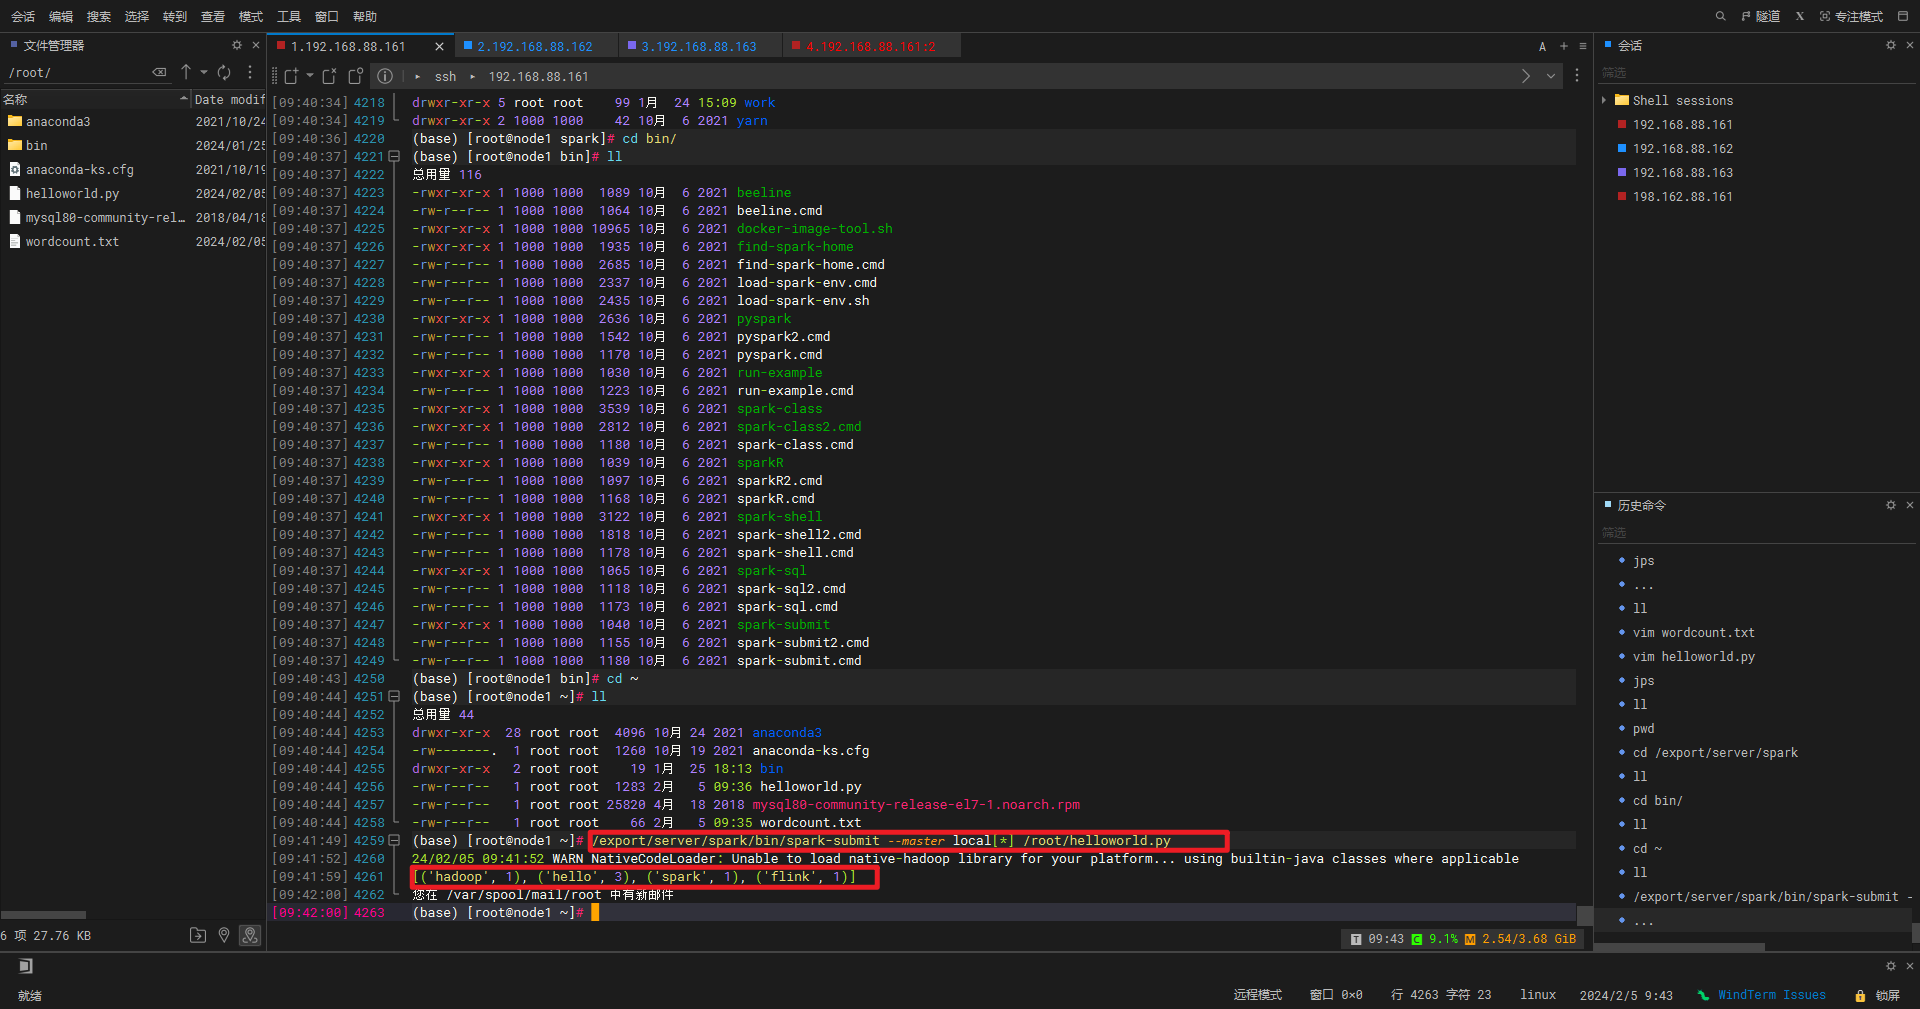 会话 编辑 搜索 选择 转到 查看 模式 工具 窗口 帮助
隧道 X 专注模式
文件管理器
/root/
名称 Date modif
anaconda3 2021/10/24
bin 2024/01/25
anaconda-ks.cfg 2021/10/19
helloworld.py 2024/02/05
mysql80-community-rel... 2018/04/18
wordcount.txt 2024/02/05
6 项 27.76 KB
1.192.168.88.161
2.192.168.88.162
3.192.168.88.163
4.192.168.88.161:2
A
ssh 192.168.88.161
[09:40:34] 4218 drwxr-xr-x 5 root root 99 1月 24 15:09 work
[09:40:34] 4219 drwxr-xr-x 2 1000 1000 42 10月 6 2021 yarn
[09:40:36] 4220 (base) [root@node1 spark]# cd bin/
[09:40:37] 4221 (base) [root@node1 bin]# ll
[09:40:37] 4222 总用量 116
[09:40:37] 4223 -rwxr-xr-x 1 1000 1000 1089 10月 6 2021 beeline
[09:40:37] 4224 -rw-r--r-- 1 1000 1000 1064 10月 6 2021 beeline.cmd
[09:40:37] 4225 -rwxr-xr-x 1 1000 1000 10965 10月 6 2021 docker-image-tool.sh
[09:40:37] 4226 -rwxr-xr-x 1 1000 1000 1935 10月 6 2021 find-spark-home
[09:40:37] 4227 -rw-r--r-- 1 1000 1000 2685 10月 6 2021 find-spark-home.cmd
[09:40:37] 4228 -rw-r--r-- 1 1000 1000 2337 10月 6 2021 load-spark-env.cmd
[09:40:37] 4229 -rw-r--r-- 1 1000 1000 2435 10月 6 2021 load-spark-env.sh
[09:40:37] 4230 -rwxr-xr-x 1 1000 1000 2636 10月 6 2021 pyspark
[09:40:37] 4231 -rw-r--r-- 1 1000 1000 1542 10月 6 2021 pyspark2.cmd
[09:40:37] 4232 -rw-r--r-- 1 1000 1000 1170 10月 6 2021 pyspark.cmd
[09:40:37] 4233 -rwxr-xr-x 1 1000 1000 1030 10月 6 2021 run-example
[09:40:37] 4234 -rw-r--r-- 1 1000 1000 1223 10月 6 2021 run-example.cmd
[09:40:37] 4235 -rwxr-xr-x 1 1000 1000 3539 10月 6 2021 spark-class
[09:40:37] 4236 -rwxr-xr-x 1 1000 1000 2812 10月 6 2021 spark-class2.cmd
[09:40:37] 4237 -rw-r--r-- 1 1000 1000 1180 10月 6 2021 spark-class.cmd
[09:40:37] 4238 -rwxr-xr-x 1 1000 1000 1039 10月 6 2021 sparkR
[09:40:37] 4239 -rw-r--r-- 1 1000 1000 1097 10月 6 2021 sparkR2.cmd
[09:40:37] 4240 -rw-r--r-- 1 1000 1000 1168 10月 6 2021 sparkR.cmd
[09:40:37] 4241 -rwxr-xr-x 1 1000 1000 3122 10月 6 2021 spark-shell
[09:40:37] 4242 -rw-r--r-- 1 1000 1000 1818 10月 6 2021 spark-shell2.cmd
[09:40:37] 4243 -rw-r--r-- 1 1000 1000 1178 10月 6 2021 spark-shell.cmd
[09:40:37] 4244 -rwxr-xr-x 1 1000 1000 1065 10月 6 2021 spark-sql
[09:40:37] 4245 -rw-r--r-- 1 1000 1000 1118 10月 6 2021 spark-sql2.cmd
[09:40:37] 4246 -rw-r--r-- 1 1000 1000 1173 10月 6 2021 spark-sql.cmd
[09:40:37] 4247 -rwxr-xr-x 1 1000 1000 1040 10月 6 2021 spark-submit
[09:40:37] 4248 -rw-r--r-- 1 1000 1000 1155 10月 6 2021 spark-submit2.cmd
[09:40:37] 4249 -rw-r--r-- 1 1000 1000 1180 10月 6 2021 spark-submit.cmd
[09:40:43] 4250 (base) [root@node1 bin]# cd ~
[09:40:44] 4251 (base) [root@node1 ~]# ll
[09:40:44] 4252 总用量 44
[09:40:44] 4253 drwxr-xr-x 28 root root 4096 10月 24 2021 anaconda3
[09:40:44] 4254 -rw-------. 1 root root 1260 10月 19 2021 anaconda-ks.cfg
[09:40:44] 4255 drwxr-xr-x 2 root root 19 1月 25 18:13 bin
[09:40:44] 4256 -rw-r--r-- 1 root root 1283 2月 5 09:36 helloworld.py
[09:40:44] 4257 -rw-r--r-- 1 root root 25820 4月 18 2018 mysql80-community-release-el7-1.noarch.rpm
[09:40:44] 4258 -rw-r--r-- 1 root root 66 2月 5 09:35 wordcount.txt
[09:41:49] 4259 (base) [root@node1 ~]# /export/server/spark/bin/spark-submit --master local[*] /root/helloworld.py
[09:41:52] 4260 24/02/05 09:41:52 WARN NativeCodeLoader: Unable to load native-hadoop library for your platform... using builtin-java classes where applicable
[09:41:59] 4261 [('hadoop', 1), ('hello', 3), ('spark', 1), ('flink', 1)]
[09:42:00] 4262 您在 /var/spool/mail/root 中有新邮件
[09:42:00] 4263 (base) [root@node1 ~]#
T 09:43 C 9.1% M 2.54/3.68 GiB
会话
筛选
Shell sessions
192.168.88.161
192.168.88.162
192.168.88.163
198.162.88.161
历史命令
筛选
jps
...
ll
vim wordcount.txt
vim helloworld.py
jps
ll
pwd
cd /export/server/spark
ll
cd bin/
ll
cd ~
ll
/export/server/spark/bin/spark-submit -
...
就绪 远程模式 窗口 0×0 行 4263 字符 23 linux 2024/2/5 9:43 WindTerm Issues 锁屏